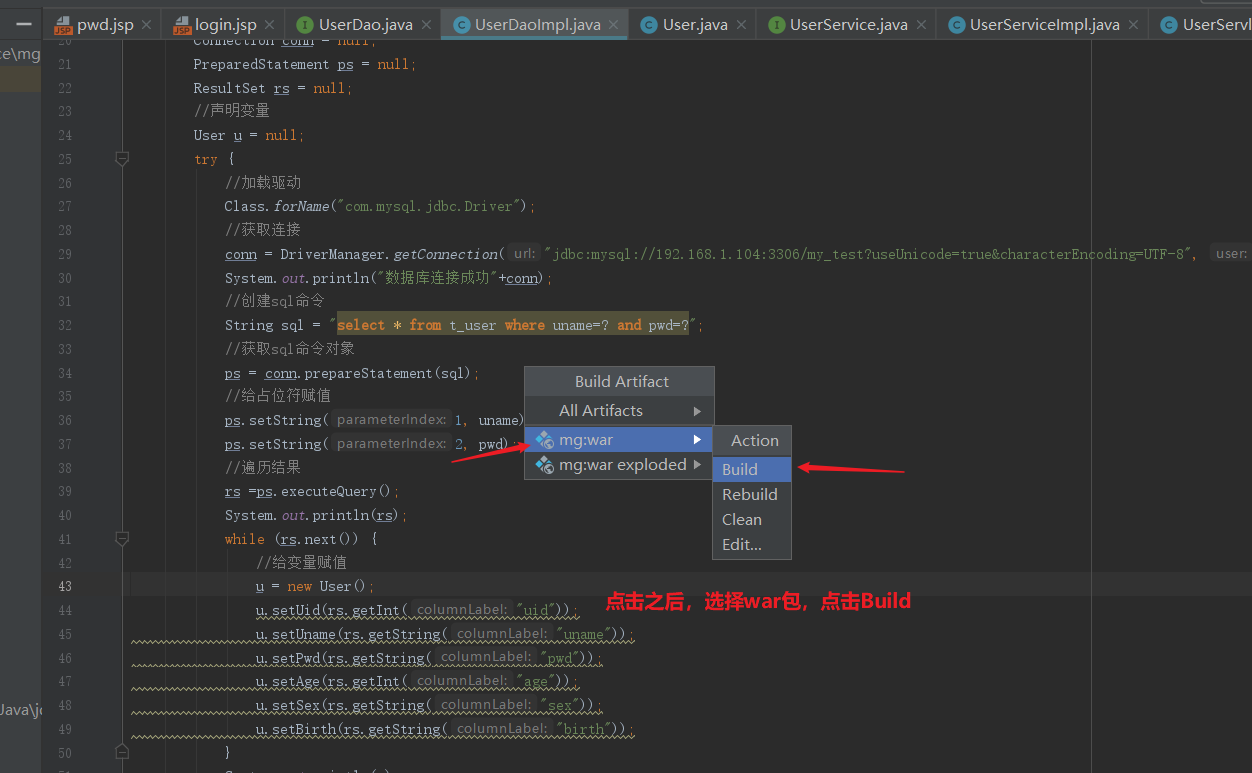 pwd.jsp login.jsp UserDao.java UserDaoImpl.java User.java UserService.java UserServiceImpl.java UserServl
ce\mg
20 Connection conn = null;
21 PreparedStatement ps = null;
22 ResultSet rs = null;
23 //声明变量
24 User u = null;
25 try {
26 //加载驱动
27 Class.forName("com.mysql.jdbc.Driver");
28 //获取连接
29 conn = DriverManager.getConnection( url: "jdbc:mysql://192.168.1.104:3306/my_test?useUnicode=true&characterEncoding=UTF-8", user:
30 System.out.println("数据库连接成功"+conn);
31 //创建sql命令
32 String sql = "select * from t_user where uname=? and pwd=?";
33 //获取sql命令对象
34 ps = conn.prepareStatement(sql);
35 //给占位符赋值
36 ps.setString( parameterIndex: 1, uname)
37 ps.setString( parameterIndex: 2, pwd);
38 //遍历结果
39 rs =ps.executeQuery();
40 System.out.println(rs);
41 while (rs.next()) {
42 //给变量赋值
43 u = new User();
44 u.setUid(rs.getInt( columnLabel: "uid"));
45 u.setUname(rs.getString( columnLabel: "uname"));
46 u.setPwd(rs.getString( columnLabel: "pwd"));
47 u.setAge(rs.getInt( columnLabel: "age"));
48 u.setSex(rs.getString( columnLabel: "sex"));
49 u.setBirth(rs.getString( columnLabel: "birth"));
50 }
Java\jd
Build Artifact
All Artifacts
mg:war
mg:war exploded
Action
Build
Rebuild
Clean
Edit...
点击之后，选择war包，点击Build